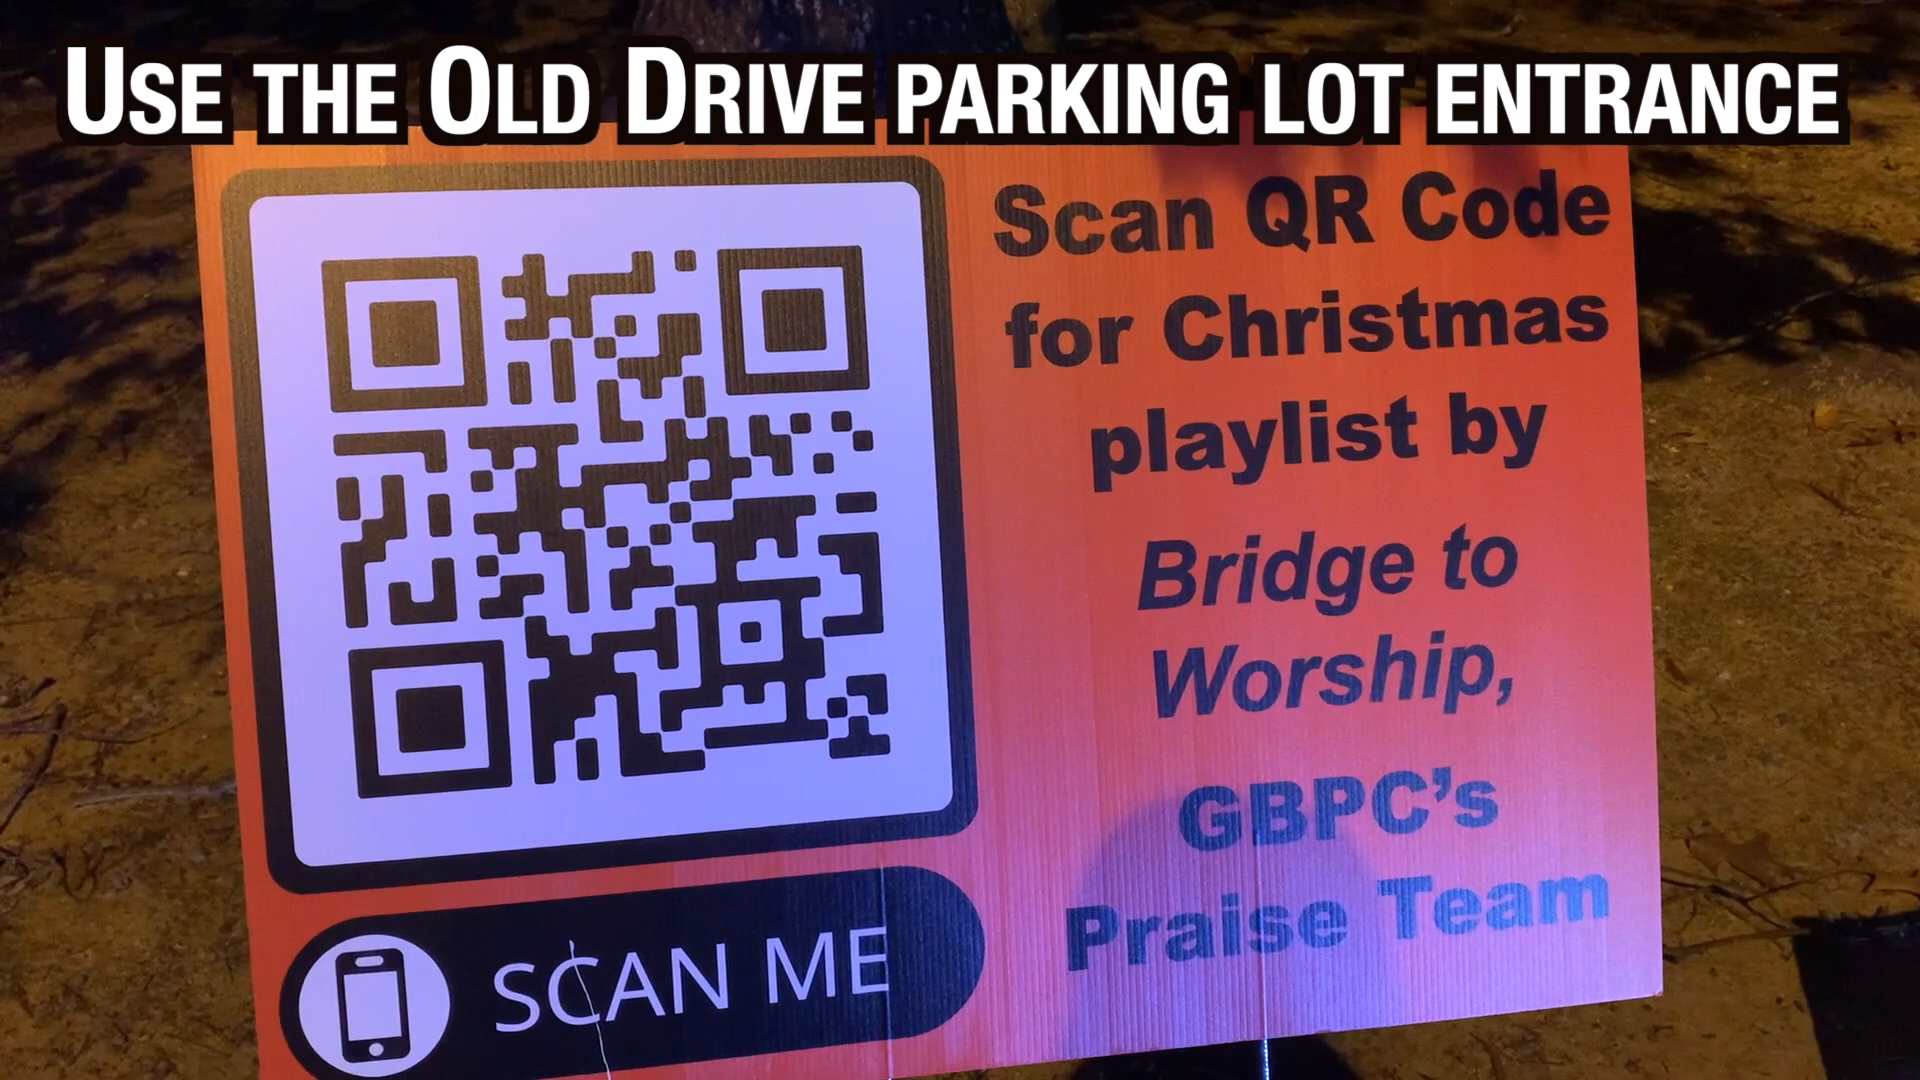 USE THE OLD DRIVE PARKING LOT ENTRANCE
Scan QR Code
for Christmas
playlist by
Bridge to
Worship,
GBPC's
Praise Team
SCAN ME